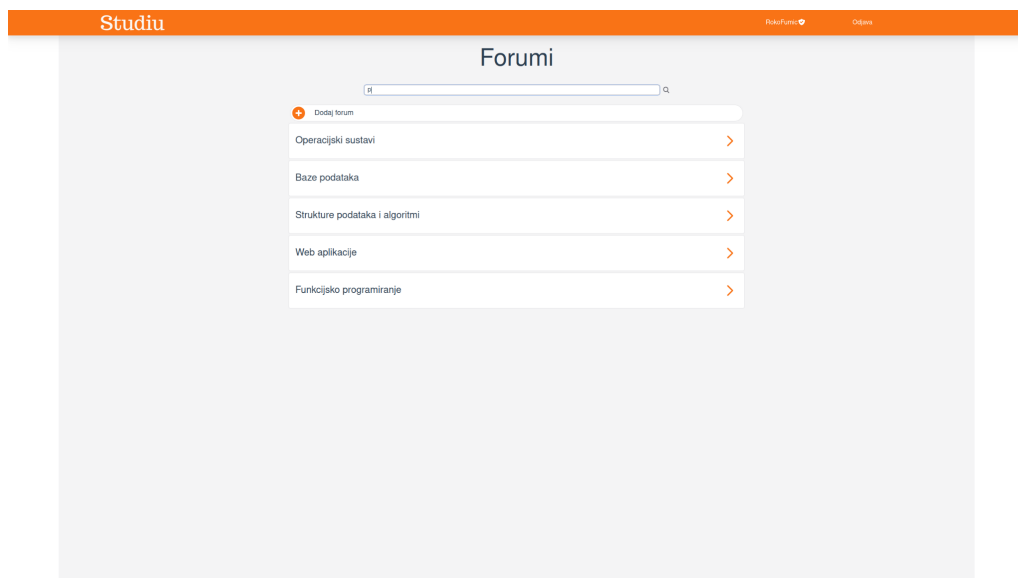 Studiu
RokoFumic
Odjava
Forumi
p
Dodaj forum
Operacijski sustavi
Baze podataka
Strukture podataka i algoritmi
Web aplikacije
Funkcijsko programiranje